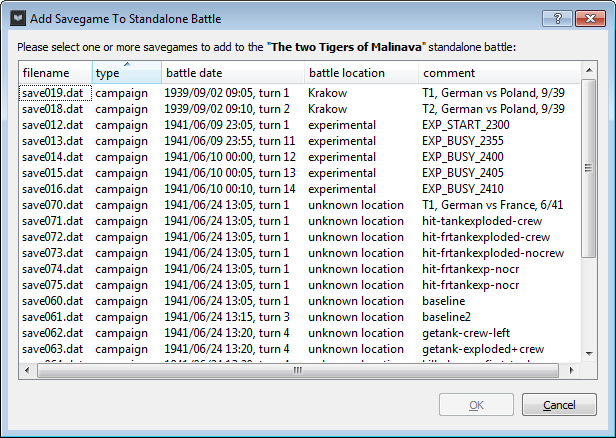 Add Savegame To Standalone Battle
Please select one or more savegames to add to the "The two Tigers of Malinava" standalone battle:
filename type battle date battle location comment
save019.dat campaign 1939/09/02 09:05, turn 1 Krakow T1, German vs Poland, 9/39
save018.dat campaign 1939/09/02 09:10, turn 2 Krakow T2, German vs Poland, 9/39
save012.dat campaign 1941/06/09 23:05, turn 1 experimental EXP_START_2300
save013.dat campaign 1941/06/09 23:55, turn 11 experimental EXP_BUSY_2355
save014.dat campaign 1941/06/10 00:00, turn 12 experimental EXP_BUSY_2400
save015.dat campaign 1941/06/10 00:05, turn 13 experimental EXP_BUSY_2405
save016.dat campaign 1941/06/10 00:10, turn 14 experimental EXP_BUSY_2410
save070.dat campaign 1941/06/24 13:05, turn 1 unknown location T1, German vs France, 6/41
save071.dat campaign 1941/06/24 13:05, turn 1 unknown location hit-tankexploded-crew
save072.dat campaign 1941/06/24 13:05, turn 1 unknown location hit-frtankexploded-crew
save073.dat campaign 1941/06/24 13:05, turn 1 unknown location hit-frtankexploded-nocrew
save074.dat campaign 1941/06/24 13:05, turn 1 unknown location hit-frtankexp-nocr
save075.dat campaign 1941/06/24 13:05, turn 1 unknown location hit-frtankexp-nocr
save060.dat campaign 1941/06/24 13:05, turn 1 unknown location baseline
save061.dat campaign 1941/06/24 13:15, turn 3 unknown location baseline2
save062.dat campaign 1941/06/24 13:20, turn 4 unknown location getank-crew-left
save063.dat campaign 1941/06/24 13:20, turn 4 unknown location getank-exploded+crew
OK Cancel